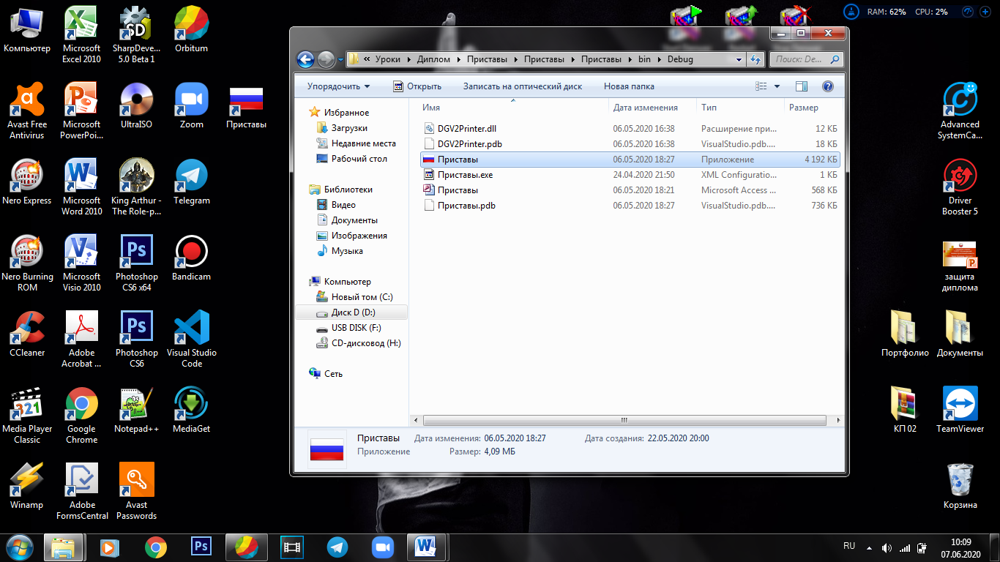 Компьютер
Microsoft
Excel 2010
SharpDeve...
5.0 Beta 1
Orbitum
Avast Free
Antivirus
Microsoft
PowerPoi...
UltraISO
Zoom
Приставы
Nero Express
Microsoft
Word 2010
King Arthur -
The Role-p...
Telegram
Nero Burning
ROM
Microsoft
Visio 2010
Photoshop
CS6 x64
Bandicam
CCleaner
Adobe
Acrobat ...
Photoshop
CS6
Visual Studio
Code
Media Player
Classic
Google
Chrome
Notepad++
MediaGet
Winamp
Adobe
FormsCentral
Avast
Passwords
RAM: 62% CPU: 2%
« Уроки Диплом Приставы Приставы Приставы bin Debug
Поиск: De...
Упорядочить Открыть Записать на оптический диск Новая папка
Избранное
Загрузки
Недавние места
Рабочий стол
Библиотеки
Видео
Документы
Изображения
Музыка
Компьютер
Новый том (C:)
Диск D (D:)
USB DISK (F:)
CD-дисковод (H:)
Сеть
Имя Дата изменения Тип Размер
DGV2Printer.dll 06.05.2020 16:38 Расширение при... 12 КБ
DGV2Printer.pdb 06.05.2020 16:38 VisualStudio.pdb.... 18 КБ
Приставы 06.05.2020 18:27 Приложение 4 192 КБ
Приставы.exe 24.04.2020 21:50 XML Configuratio... 1 КБ
Приставы 06.05.2020 18:21 Microsoft Access ... 568 КБ
Приставы.pdb 06.05.2020 18:27 VisualStudio.pdb.... 736 КБ
Приставы Дата изменения: 06.05.2020 18:27 Дата создания: 22.05.2020 20:00
Приложение Размер: 4,09 МБ
Advanced
SystemCa...
Driver
Booster 5
защита
диплома
Портфолио
Документы
КП 02
TeamViewer
Корзина
RU
10:09
07.06.2020